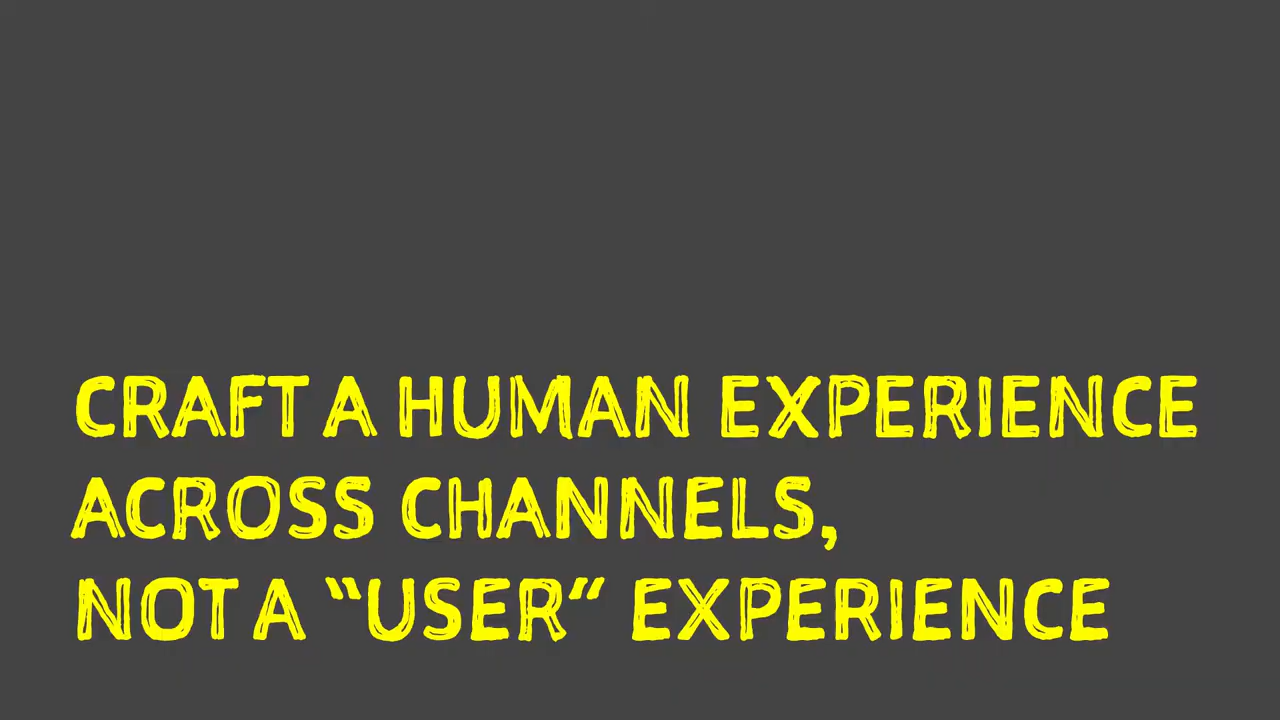 CRAFT A HUMAN EXPERIENCE
ACROSS CHANNELS,
NOT A “USER” EXPERIENCE